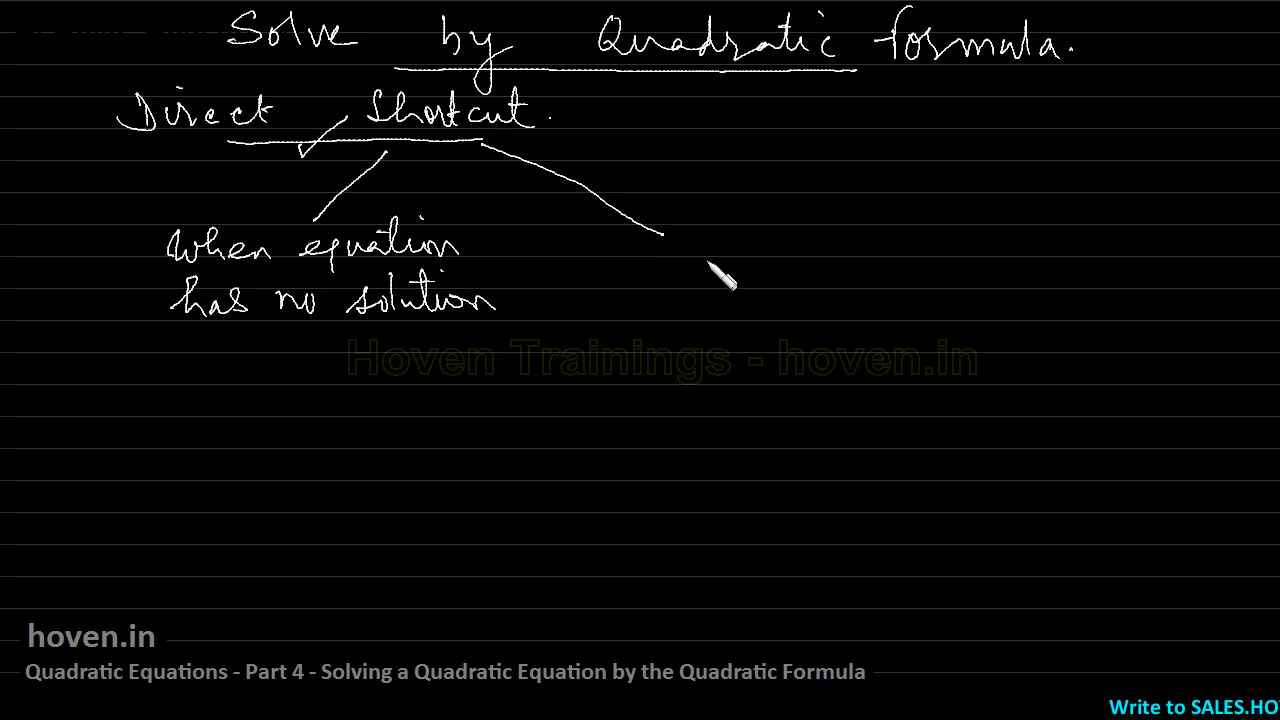 Solve by Quadratic formula.
Direct Shortcut.
When equation
has no solution
Hoven Trainings - hoven.in
hoven.in
Quadratic Equations - Part 4 - Solving a Quadratic Equation by the Quadratic Formula
Write to SALES.HO